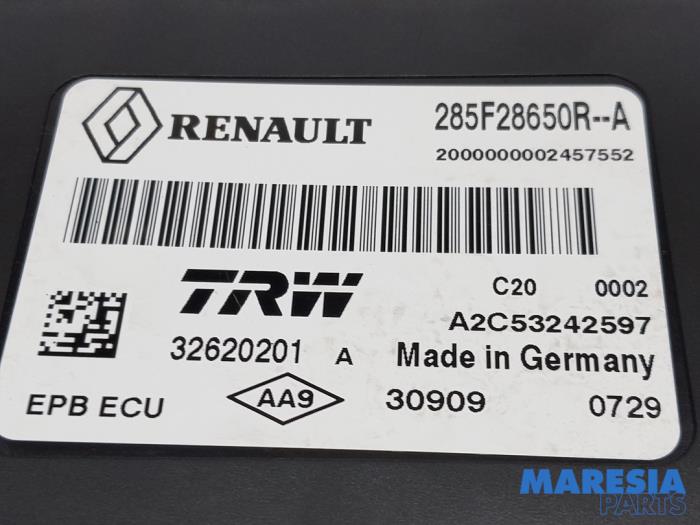 RENAULT 285F28650R--A
2000000002457552
TRW C20 0002
A2C53242597
32620201 A Made in Germany
EPB ECU AA9 30909 0729
MARESIA
PARTS